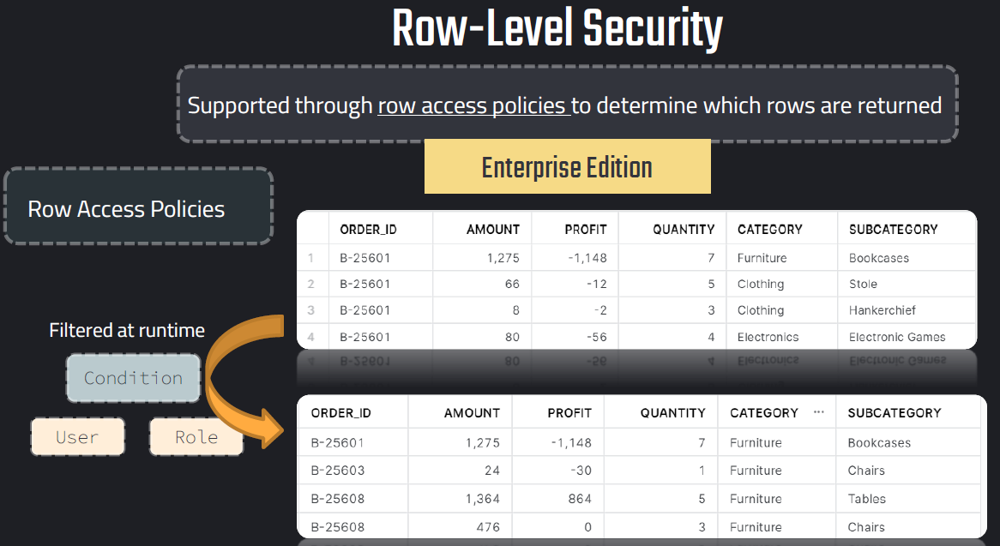 Row-Level Security
Supported through row access policies to determine which rows are returned
Enterprise Edition
Row Access Policies
ORDER_ID AMOUNT PROFIT QUANTITY CATEGORY SUBCATEGORY
1 B-25601 1,275 -1,148 7 Furniture Bookcases
2 B-25601 66 -12 5 Clothing Stole
3 B-25601 8 -2 3 Clothing Hankerchief
4 B-25601 80 -56 4 Electronics Electronic Games
Filtered at runtime
Condition
User Role
ORDER_ID AMOUNT PROFIT QUANTITY CATEGORY ... SUBCATEGORY
B-25601 1,275 -1,148 7 Furniture Bookcases
B-25603 24 -30 1 Furniture Chairs
B-25608 1,364 864 5 Furniture Tables
B-25608 476 0 3 Furniture Chairs